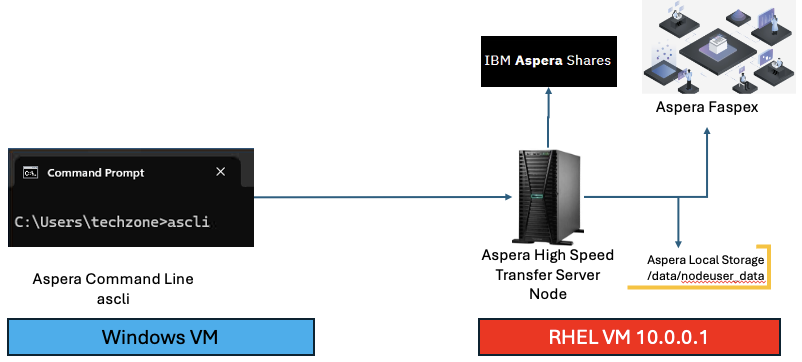 IBM Aspera Shares
Aspera Faspex
Command Prompt
C:\Users\techzone>ascli
Aspera Command Line
ascli
Aspera High Speed
Transfer Server
Node
Aspera Local Storage
/data/nodeuser_data
Windows VM
RHEL VM 10.0.0.1